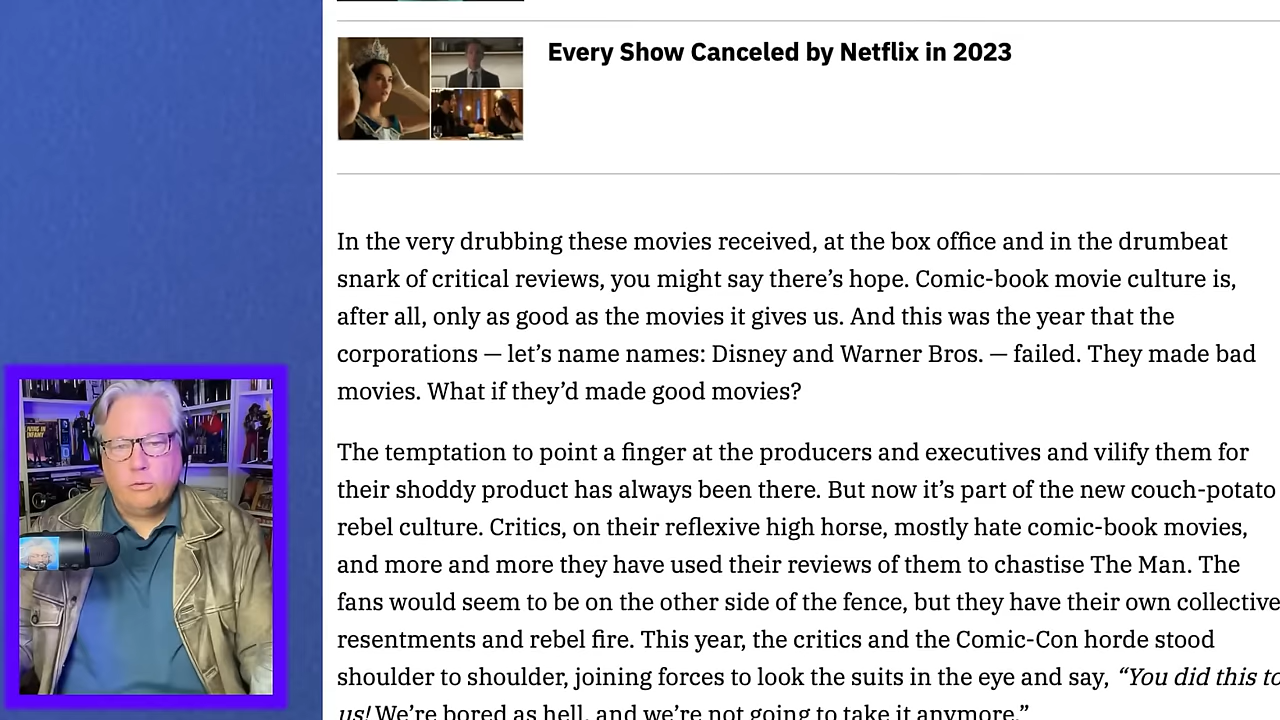 Every Show Canceled by Netflix in 2023
In the very drubbing these movies received, at the box office and in the drumbeat
snark of critical reviews, you might say there’s hope. Comic-book movie culture is,
after all, only as good as the movies it gives us. And this was the year that the
corporations — let’s name names: Disney and Warner Bros. — failed. They made bad
movies. What if they’d made good movies?
The temptation to point a finger at the producers and executives and vilify them for
their shoddy product has always been there. But now it’s part of the new couch-potato
rebel culture. Critics, on their reflexive high horse, mostly hate comic-book movies,
and more and more they have used their reviews of them to chastise The Man. The
fans would seem to be on the other side of the fence, but they have their own collective
resentments and rebel fire. This year, the critics and the Comic-Con horde stood
shoulder to shoulder, joining forces to look the suits in the eye and say, “You did this to
us! We’re bored as hell, and we’re not going to take it anymore.”
LIVING IN
INFAMY